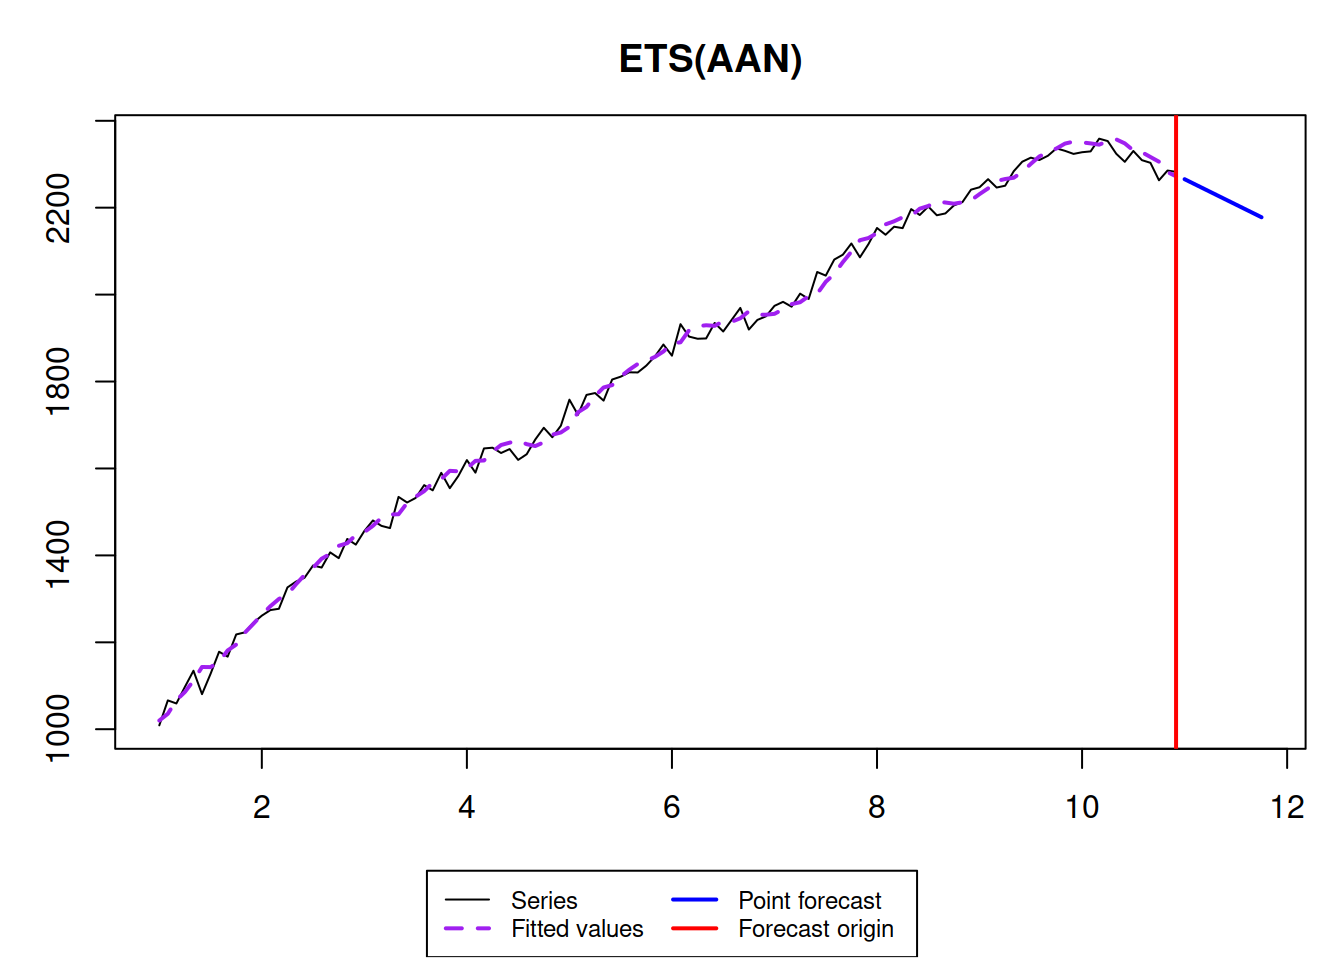 ETS(AAN)
2200
1800
1400
1000
2 4 6 8 10 12
Series Point forecast
Fitted values Forecast origin